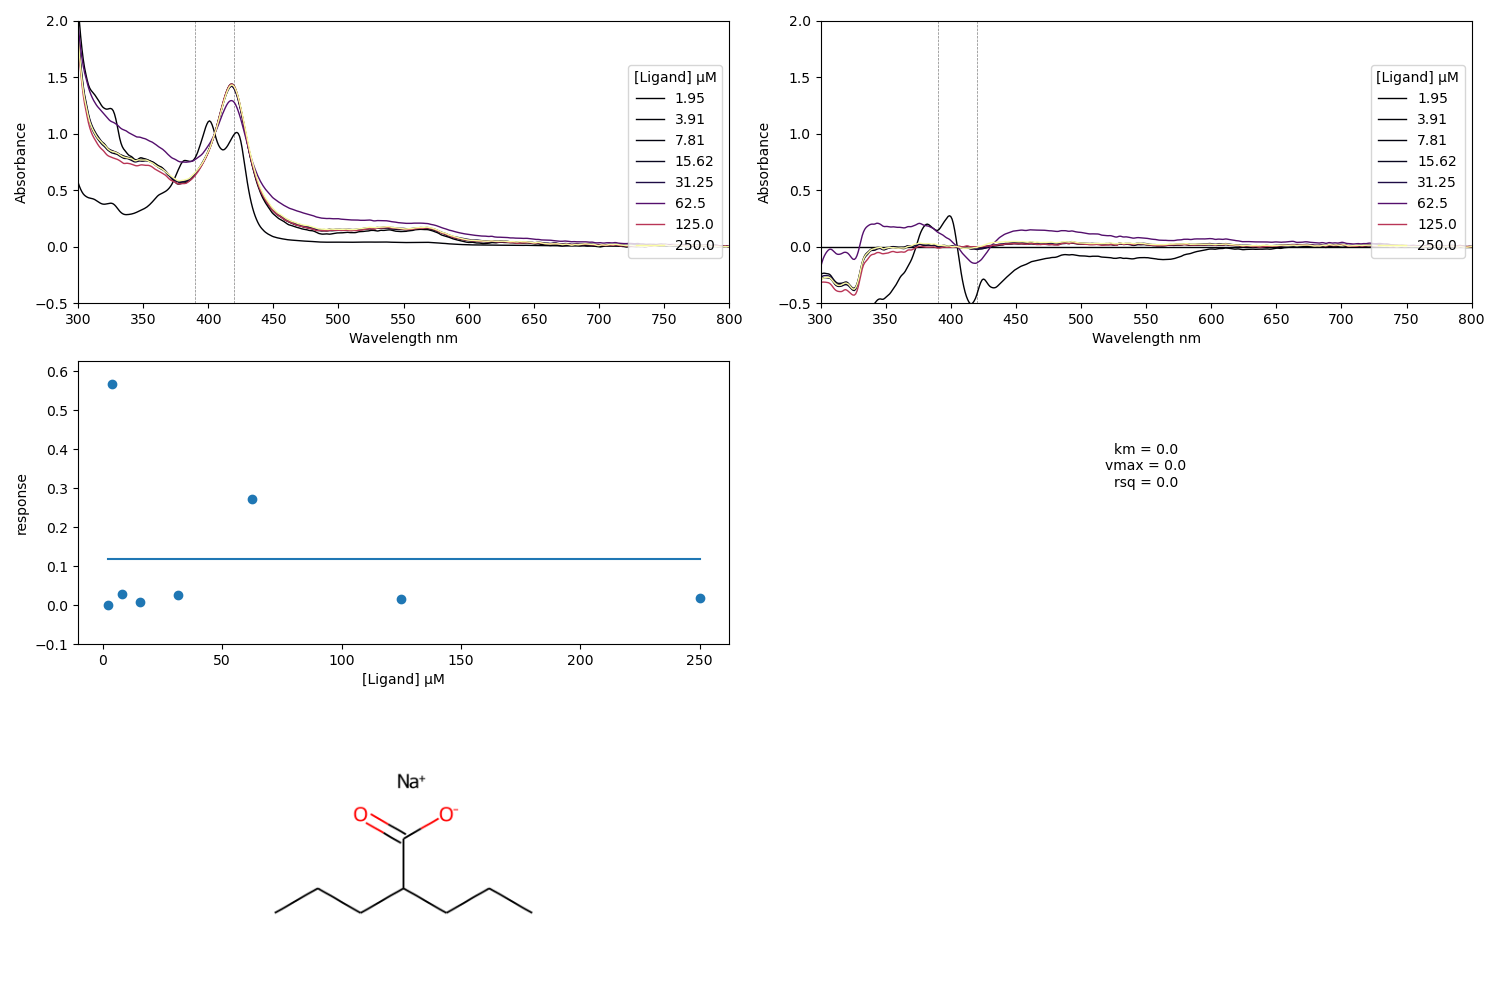 2.0
1.5
1.0
0.5
0.0
−0.5
Absorbance
300 350 400 450 500 550 600 650 700 750 800
Wavelength nm
[Ligand] µM
1.95
3.91
7.81
15.62
31.25
62.5
125.0
250.0
2.0
1.5
1.0
0.5
0.0
−0.5
Absorbance
300 350 400 450 500 550 600 650 700 750 800
Wavelength nm
[Ligand] µM
1.95
3.91
7.81
15.62
31.25
62.5
125.0
250.0
0.6
0.5
0.4
0.3
0.2
0.1
0.0
−0.1
response
0 50 100 150 200 250
[Ligand] µM
km = 0.0
vmax = 0.0
rsq = 0.0
Na⁺
O O⁻